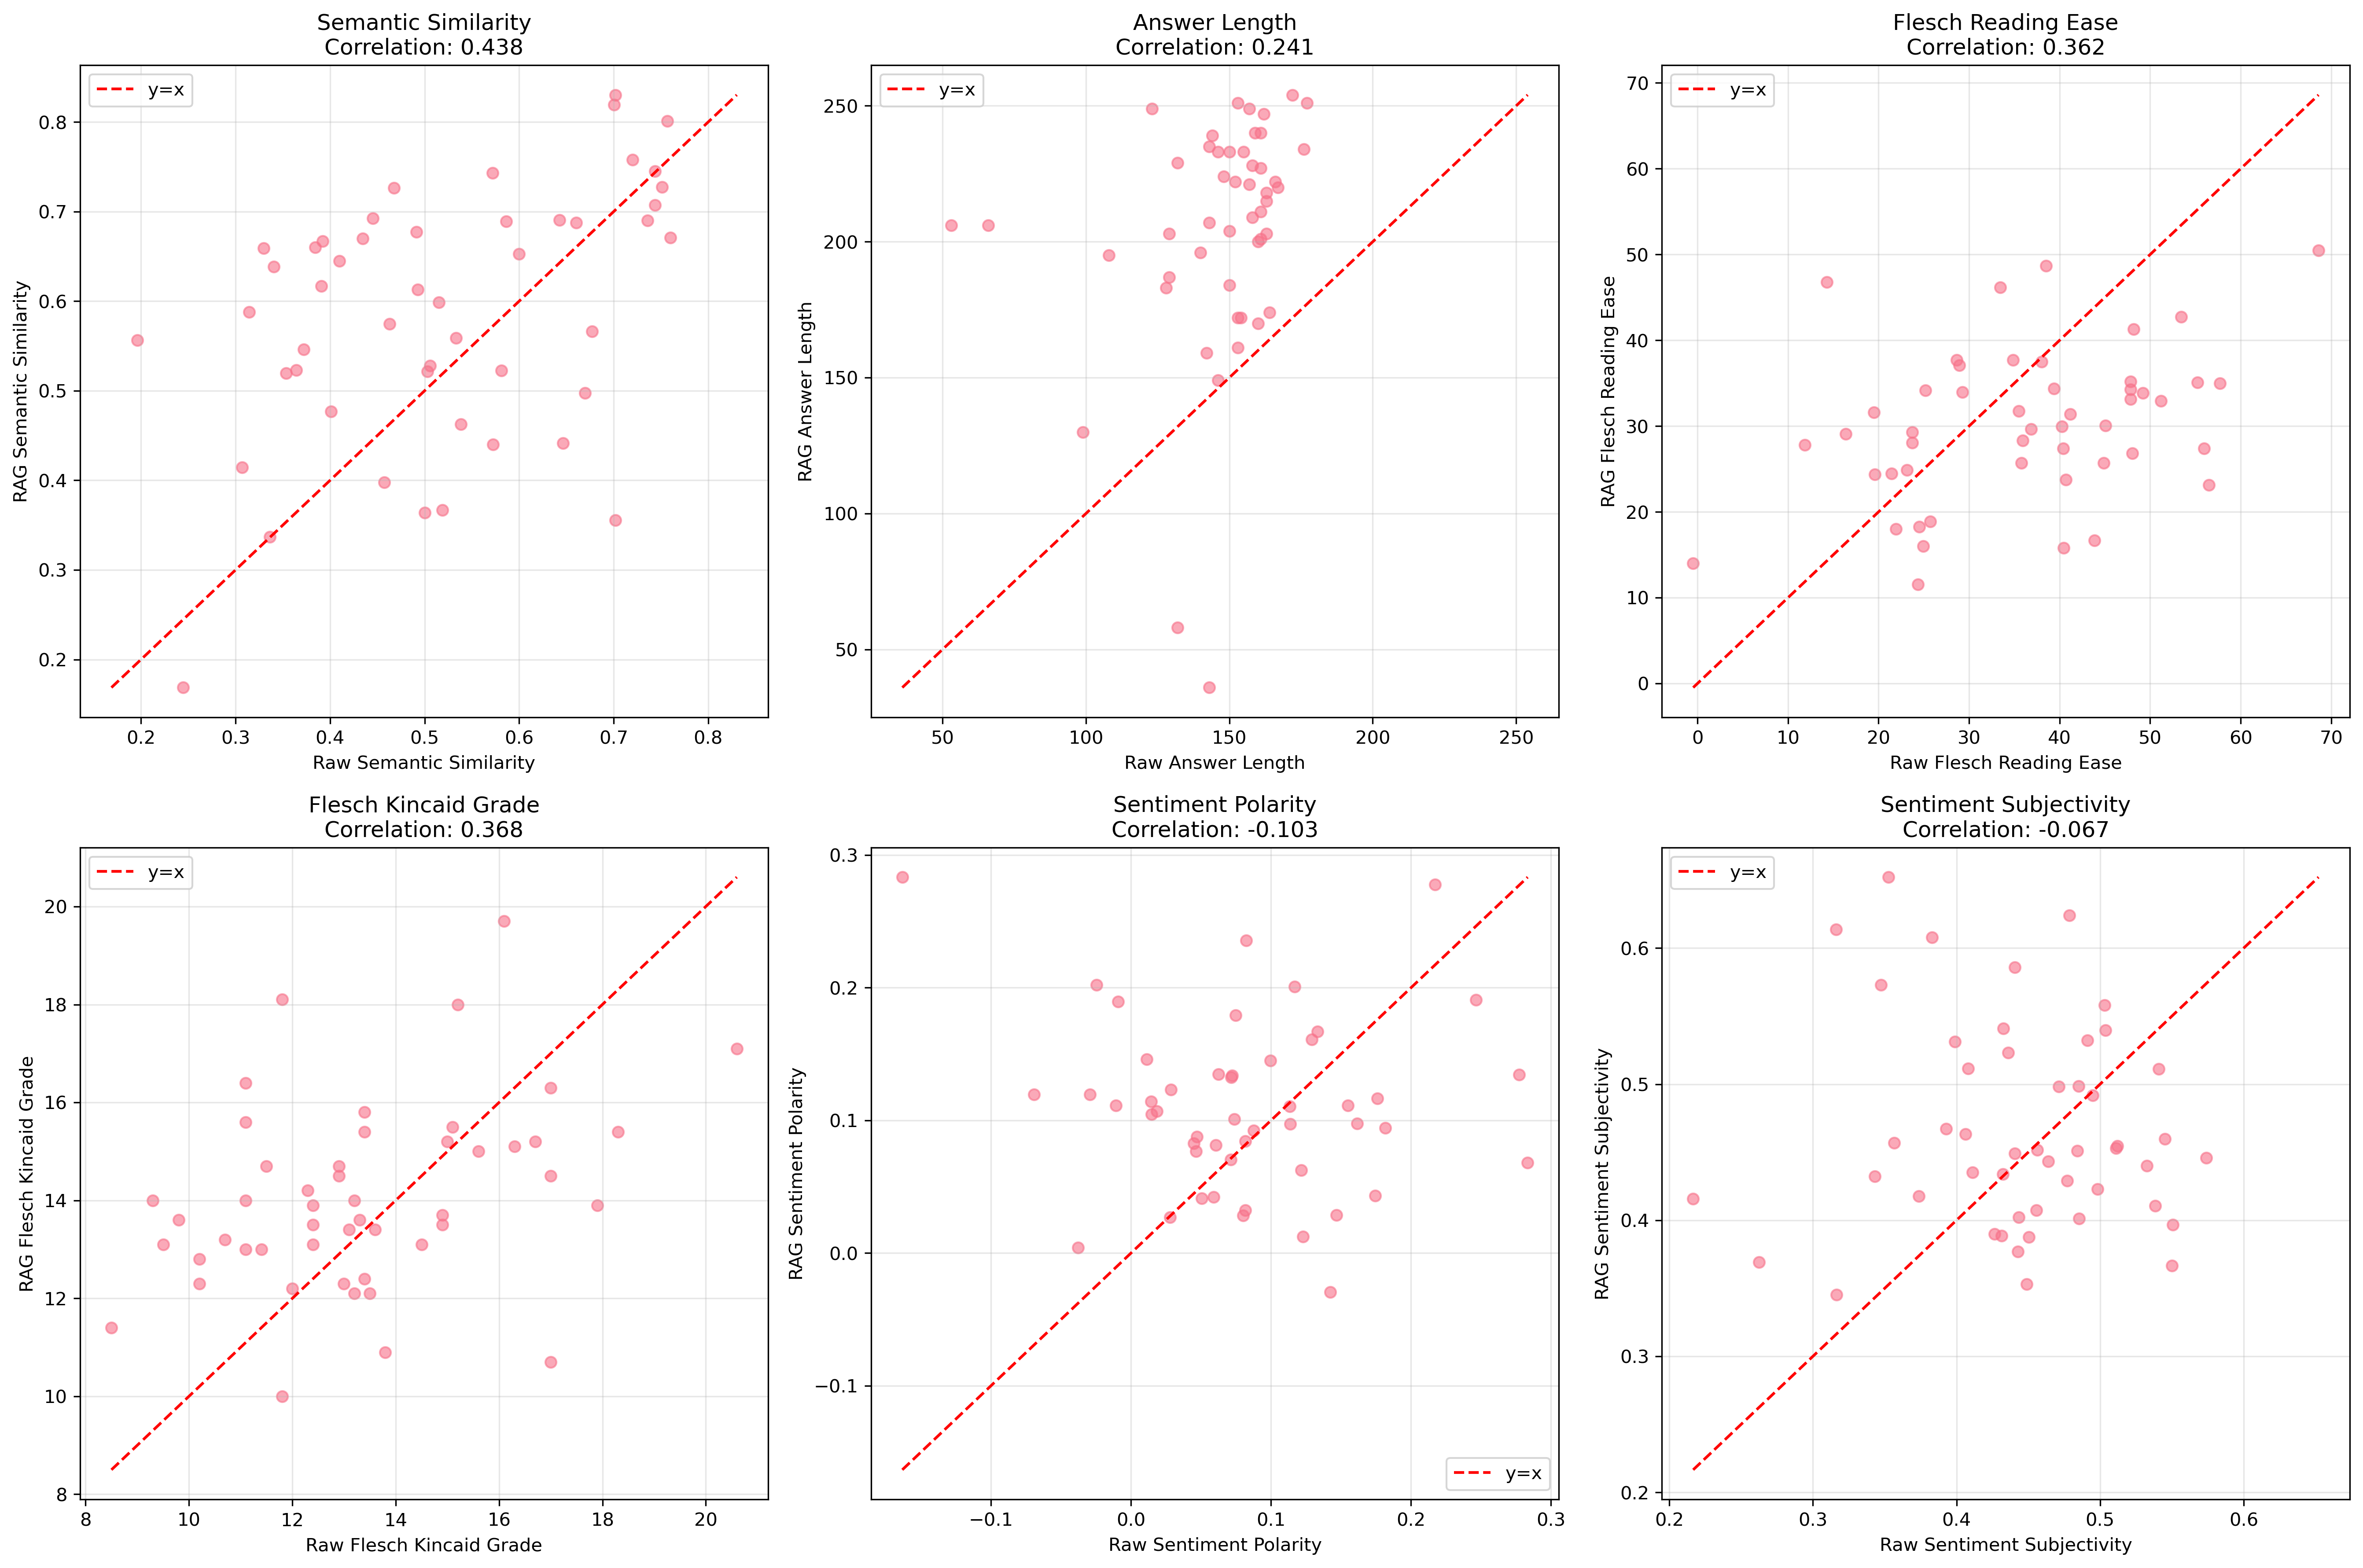 Semantic Similarity
Correlation: 0.438
y=x
0.8
0.7
0.6
0.5
0.4
0.3
0.2
RAG Semantic Similarity
0.2 0.3 0.4 0.5 0.6 0.7 0.8
Raw Semantic Similarity
Answer Length
Correlation: 0.241
y=x
250
200
150
100
50
RAG Answer Length
50 100 150 200 250
Raw Answer Length
Flesch Reading Ease
Correlation: 0.362
y=x
70
60
50
40
30
20
10
0
RAG Flesch Reading Ease
0 10 20 30 40 50 60 70
Raw Flesch Reading Ease
Flesch Kincaid Grade
Correlation: 0.368
y=x
20
18
16
14
12
10
8
RAG Flesch Kincaid Grade
8 10 12 14 16 18 20
Raw Flesch Kincaid Grade
Sentiment Polarity
Correlation: -0.103
0.3
0.2
0.1
0.0
−0.1
RAG Sentiment Polarity
y=x
−0.1 0.0 0.1 0.2 0.3
Raw Sentiment Polarity
Sentiment Subjectivity
Correlation: -0.067
y=x
0.6
0.5
0.4
0.3
0.2
RAG Sentiment Subjectivity
0.2 0.3 0.4 0.5 0.6
Raw Sentiment Subjectivity